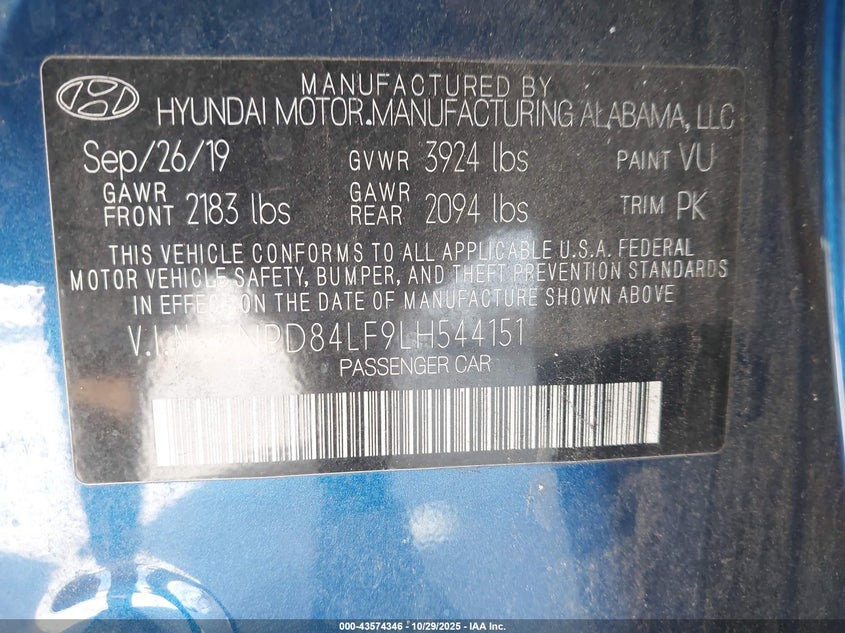 MANUFACTURED BY
HYUNDAI MOTOR MANUFACTURING ALABAMA, LLC
Sep/26/19 GVWR 3924 lbs PAINT VU
GAWR FRONT 2183 lbs GAWR REAR 2094 lbs TRIM PK
THIS VEHICLE CONFORMS TO ALL APPLICABLE U.S.A. FEDERAL
MOTOR VEHICLE SAFETY, BUMPER, AND THEFT PREVENTION STANDARDS
IN EFFECT ON THE DATE OF MANUFACTURE SHOWN ABOVE.
V.I.N: 5NPD84LF9LH544151
PASSENGER CAR
000-43574346 | 10/29/2025 | IAA Inc.